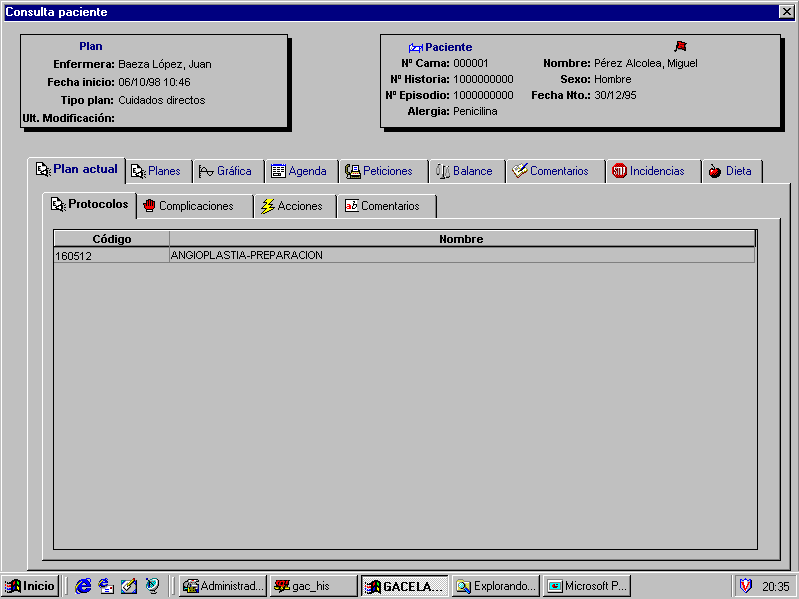 Consulta paciente
Plan
Enfermera: Baeza López, Juan
Fecha inicio: 06/10/98 10:46
Tipo plan: Cuidados directos
Ult. Modificación:
Paciente
Nº Cama: 000001 Nombre: Pérez Alcolea, Miguel
Nº Historia: 1000000000 Sexo: Hombre
Nº Episodio: 1000000000 Fecha Nto.: 30/12/95
Alergia: Penicilina
Plan actual Planes Gráfica Agenda Peticiones Balance Comentarios Incidencias Dieta
Protocolos Complicaciones Acciones Comentarios
Código Nombre
160512 ANGIOPLASTIA-PREPARACION
Inicio Administrad... gac_his GACELA... Explorando... Microsoft P... 20:35